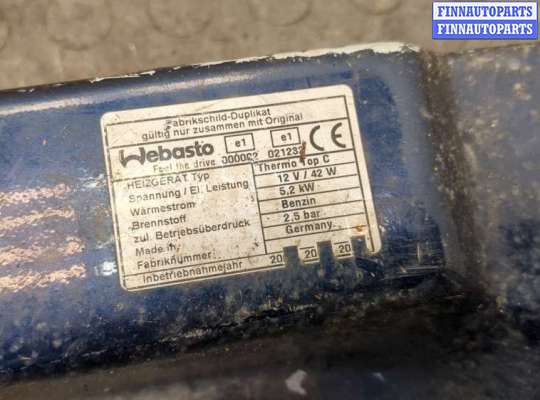 FINNAUTOPARTS
FINNAUTOPARTS
Fabrikschild-Duplikat
gültig nur zusammen mit Original
Webasto e1 e1 CE
Feel the drive 000002
HEIZGERÄT Typ Thermo Top C
Spannung / El. Leistung 12 V / 42 W
Wärmestrom 5,2 kW
Brennstoff Benzin
zul. Betriebsüberdruck 2,5 bar
Made in Germany
Fabriknummer
Inbetriebnahmejahr 20 20 20